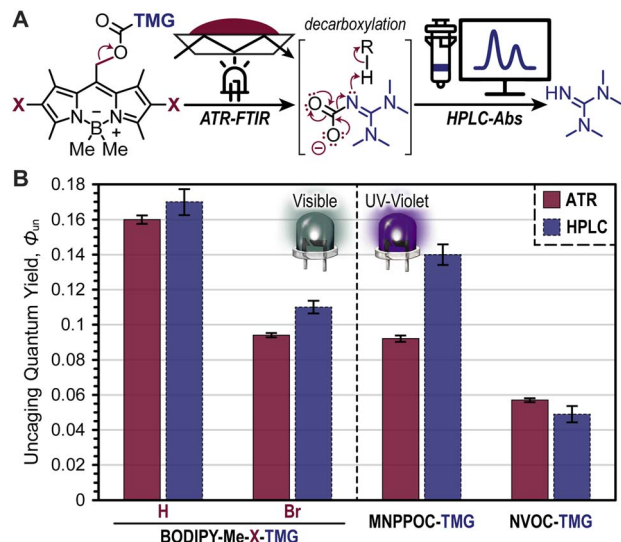 A
TMG
O
O
X
X
N
N
B
− +
Me Me
ATR-FTIR
decarboxylation
R
H
O
O
⊖
N
N
N
HPLC-Abs
HN
N
N
B
Uncaging Quantum Yield, Φun
0.18
0.16
0.14
0.12
0.1
0.08
0.06
0.04
0.02
0
Visible
UV-Violet
ATR
HPLC
H
Br
BODIPY-Me-X-TMG
MNPPOC-TMG
NVOC-TMG